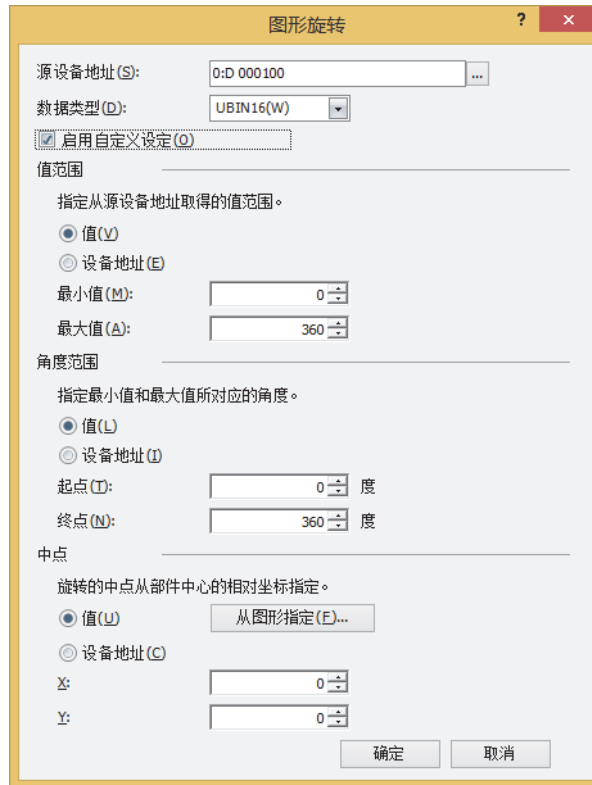 图形旋转 ? ×
源设备地址(S): 0:D 000100 ...
数据类型(D): UBIN16(W)
启用自定义设定(O)
值范围
指定从源设备地址取得的值范围。
值(V)
设备地址(E)
最小值(M): 0
最大值(A): 360
角度范围
指定最小值和最大值所对应的角度。
值(L)
设备地址(I)
起点(T): 0 度
终点(N): 360 度
中点
旋转的中点从部件中心的相对坐标指定。
值(U) 从图形指定(F)...
设备地址(C)
X: 0
Y: 0
确定 取消